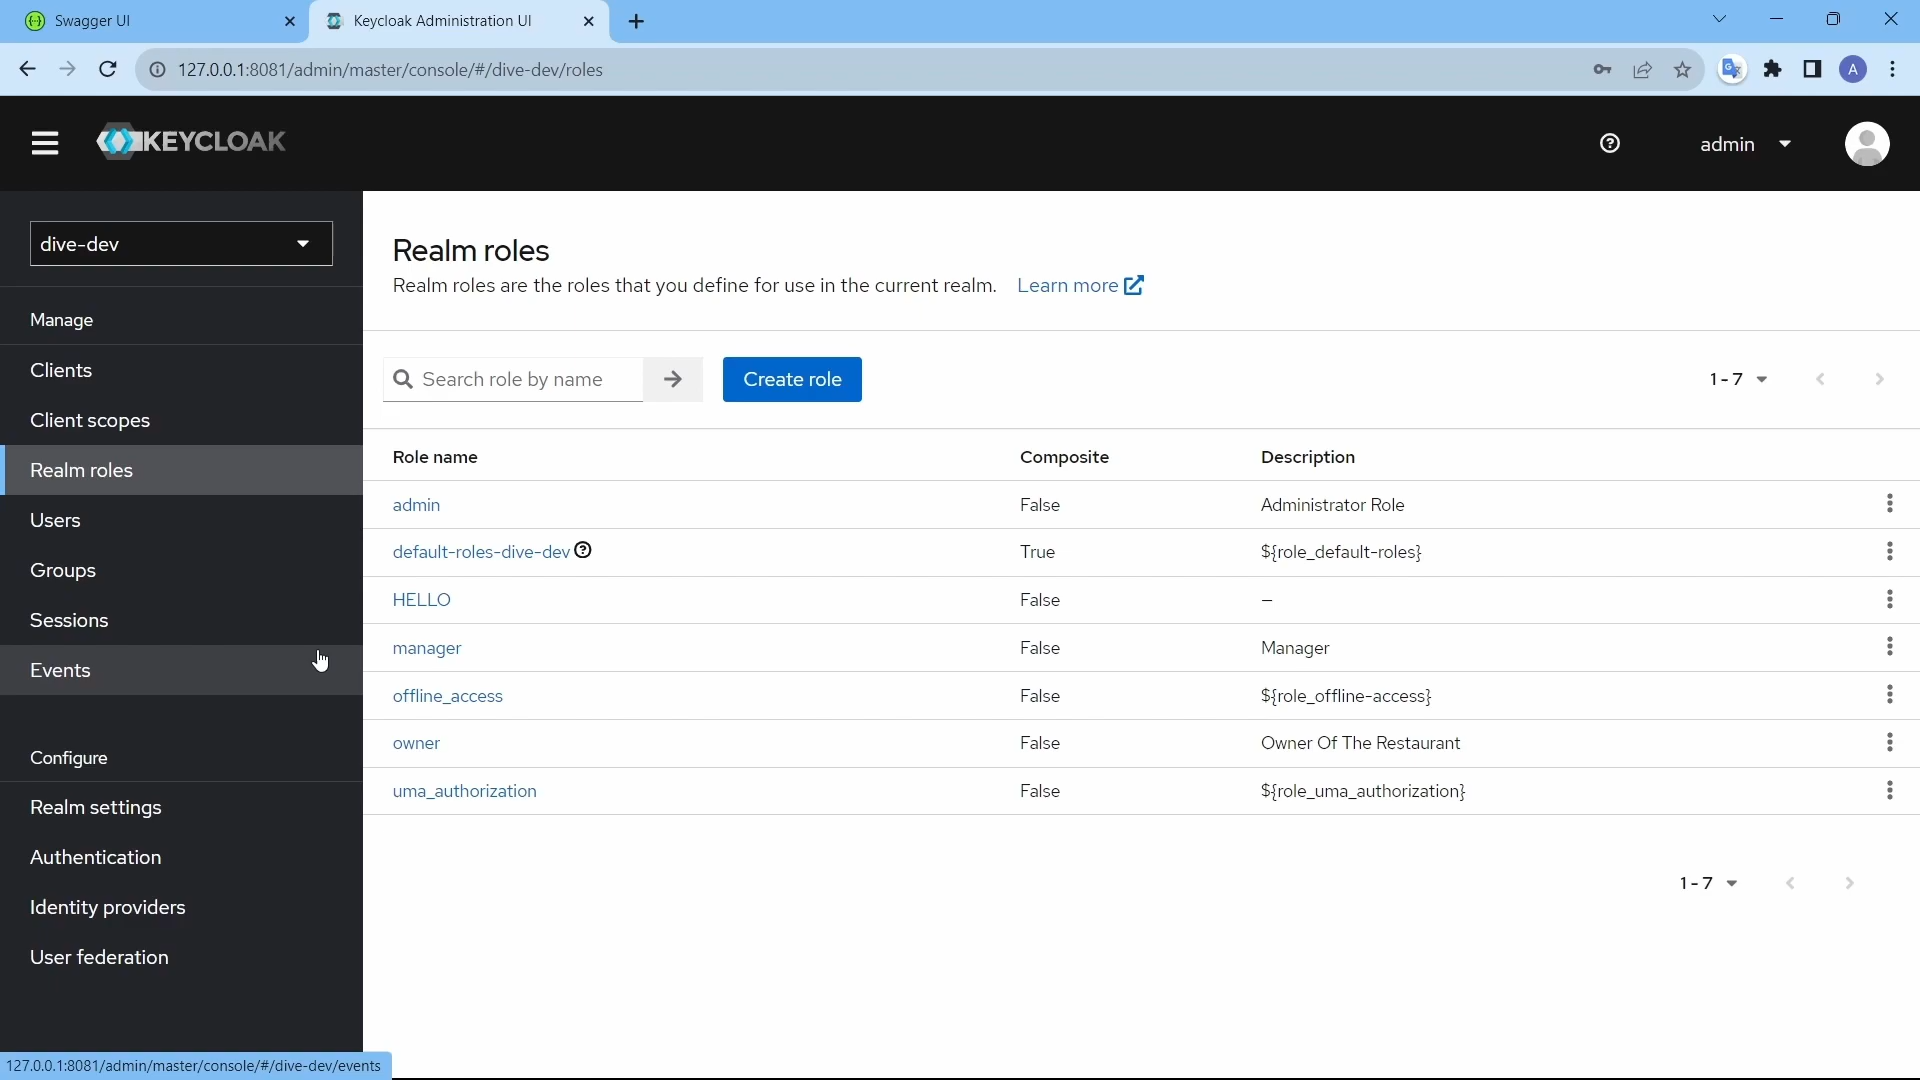 Swagger UI
Keycloak Administration UI
127.0.0.1:8081/admin/master/console/#/dive-dev/roles
A
KEYCLOAK
admin
dive-dev
Manage
Clients
Client scopes
Realm roles
Users
Groups
Sessions
Events
Configure
Realm settings
Authentication
Identity providers
User federation
Realm roles
Realm roles are the roles that you define for use in the current realm. Learn more
Search role by name
Create role
1 - 7
Role name Composite Description
admin False Administrator Role
default-roles-dive-dev True ${role_default-roles}
HELLO False –
manager False Manager
offline_access False ${role_offline-access}
owner False Owner Of The Restaurant
uma_authorization False ${role_uma_authorization}
1 - 7
127.0.0.1:8081/admin/master/console/#/dive-dev/events